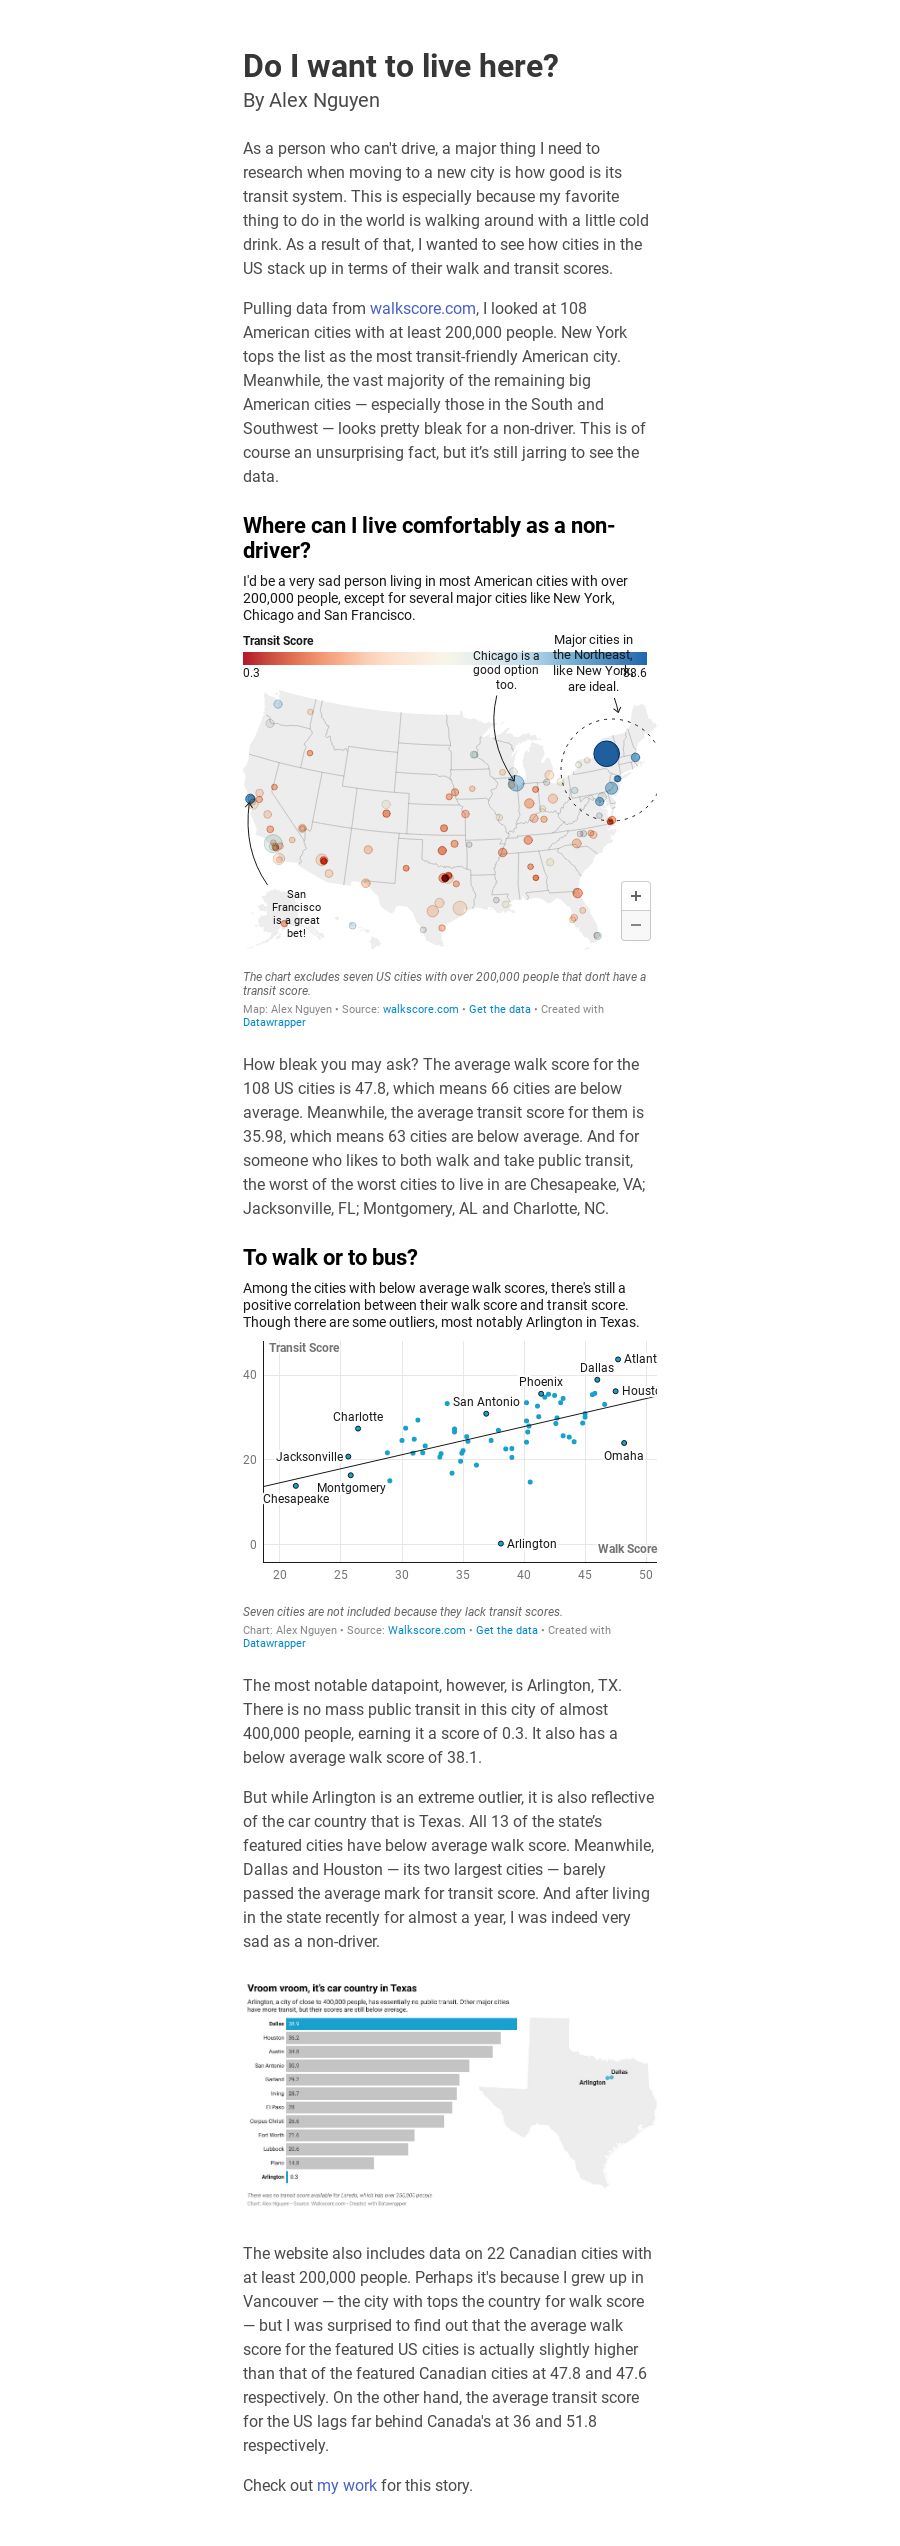 Do I want to live here?
By Alex Nguyen
As a person who can't drive, a major thing I need to
research when moving to a new city is how good is its
transit system. This is especially because my favorite
thing to do in the world is walking around with a little cold
drink. As a result of that, I wanted to see how cities in the
US stack up in terms of their walk and transit scores.
Pulling data from walkscore.com, I looked at 108
American cities with at least 200,000 people. New York
tops the list as the most transit-friendly American city.
Meanwhile, the vast majority of the remaining big
American cities — especially those in the South and
Southwest — looks pretty bleak for a non-driver. This is of
course an unsurprising fact, but it’s still jarring to see the
data.
Where can I live comfortably as a non-
driver?
I'd be a very sad person living in most American cities with over
200,000 people, except for several major cities like New York,
Chicago and San Francisco.
Transit Score
0.3
88.6
Chicago is a
good option
too.
Major cities in
the Northeast,
like New York,
are ideal.
San
Francisco
is a great
bet!
+
−
The chart excludes seven US cities with over 200,000 people that don't have a
transit score.
Map: Alex Nguyen • Source: walkscore.com • Get the data • Created with
Datawrapper
How bleak you may ask? The average walk score for the
108 US cities is 47.8, which means 66 cities are below
average. Meanwhile, the average transit score for them is
35.98, which means 63 cities are below average. And for
someone who likes to both walk and take public transit,
the worst of the worst cities to live in are Chesapeake, VA;
Jacksonville, FL; Montgomery, AL and Charlotte, NC.
To walk or to bus?
Among the cities with below average walk scores, there's still a
positive correlation between their walk score and transit score.
Though there are some outliers, most notably Arlington in Texas.
Transit Score
Atlant
Dallas
40
Phoenix
Housto
San Antonio
Charlotte
Jacksonville
20
Omaha
Montgomery
Chesapeake
0
Arlington
Walk Score
20 25 30 35 40 45 50
Seven cities are not included because they lack transit scores.
Chart: Alex Nguyen • Source: Walkscore.com • Get the data • Created with
Datawrapper
The most notable datapoint, however, is Arlington, TX.
There is no mass public transit in this city of almost
400,000 people, earning it a score of 0.3. It also has a
below average walk score of 38.1.
But while Arlington is an extreme outlier, it is also reflective
of the car country that is Texas. All 13 of the state’s
featured cities have below average walk score. Meanwhile,
Dallas and Houston — its two largest cities — barely
passed the average mark for transit score. And after living
in the state recently for almost a year, I was indeed very
sad as a non-driver.
Vroom vroom, it's car country in Texas
Arlington, a city of close to 400,000 people, has essentially no public transit. Other major cities
have more transit, but their scores are still below average.
Dallas 38.9
Houston 36.2
Austin 34.8
San Antonio 30.9
Garland 29.2
Irving 28.7
El Paso 28
Corpus Christi 26.6
Fort Worth 21.6
Lubbock 20.6
Plano 14.8
Arlington 0.3
Dallas
Arlington
There was no transit score available for Laredo, which has over 250,000 people.
Chart: Alex Nguyen • Source: Walkscore.com • Created with Datawrapper
The website also includes data on 22 Canadian cities with
at least 200,000 people. Perhaps it's because I grew up in
Vancouver — the city with tops the country for walk score
— but I was surprised to find out that the average walk
score for the featured US cities is actually slightly higher
than that of the featured Canadian cities at 47.8 and 47.6
respectively. On the other hand, the average transit score
for the US lags far behind Canada's at 36 and 51.8
respectively.
Check out my work for this story.